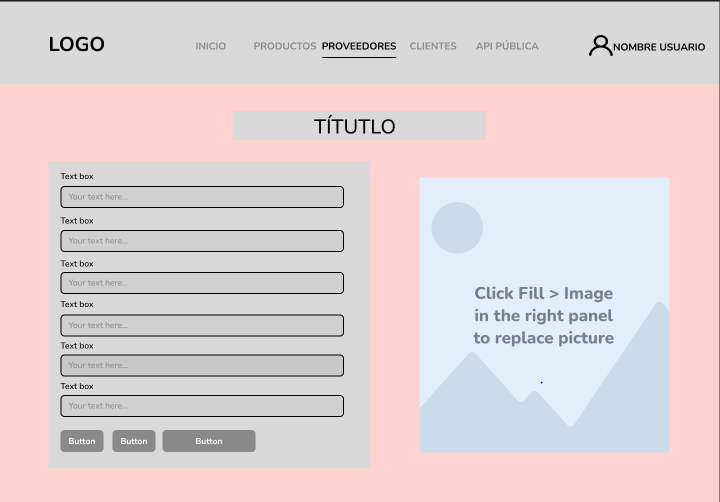 LOGO
INICIO PRODUCTOS PROVEEDORES CLIENTES API PÚBLICA NOMBRE USUARIO
TÍTUTLO
Text box
Your text here...
Text box
Your text here...
Text box
Your text here...
Text box
Your text here...
Text box
Your text here...
Text box
Your text here...
Button Button Button
Click Fill > Image
in the right panel
to replace picture